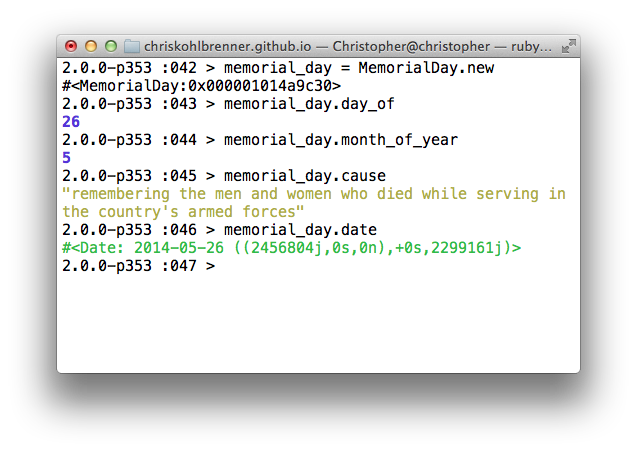 chriskohlbrenner.github.io — Christopher@christopher — ruby...
2.0.0-p353 :042 > memorial_day = MemorialDay.new
#<MemorialDay:0x000001014a9c30>
2.0.0-p353 :043 > memorial_day.day_of
26
2.0.0-p353 :044 > memorial_day.month_of_year
5
2.0.0-p353 :045 > memorial_day.cause
"remembering the men and women who died while serving in
the country's armed forces"
2.0.0-p353 :046 > memorial_day.date
#<Date: 2014-05-26 ((2456804j,0s,0n),+0s,2299161j)>
2.0.0-p353 :047 >